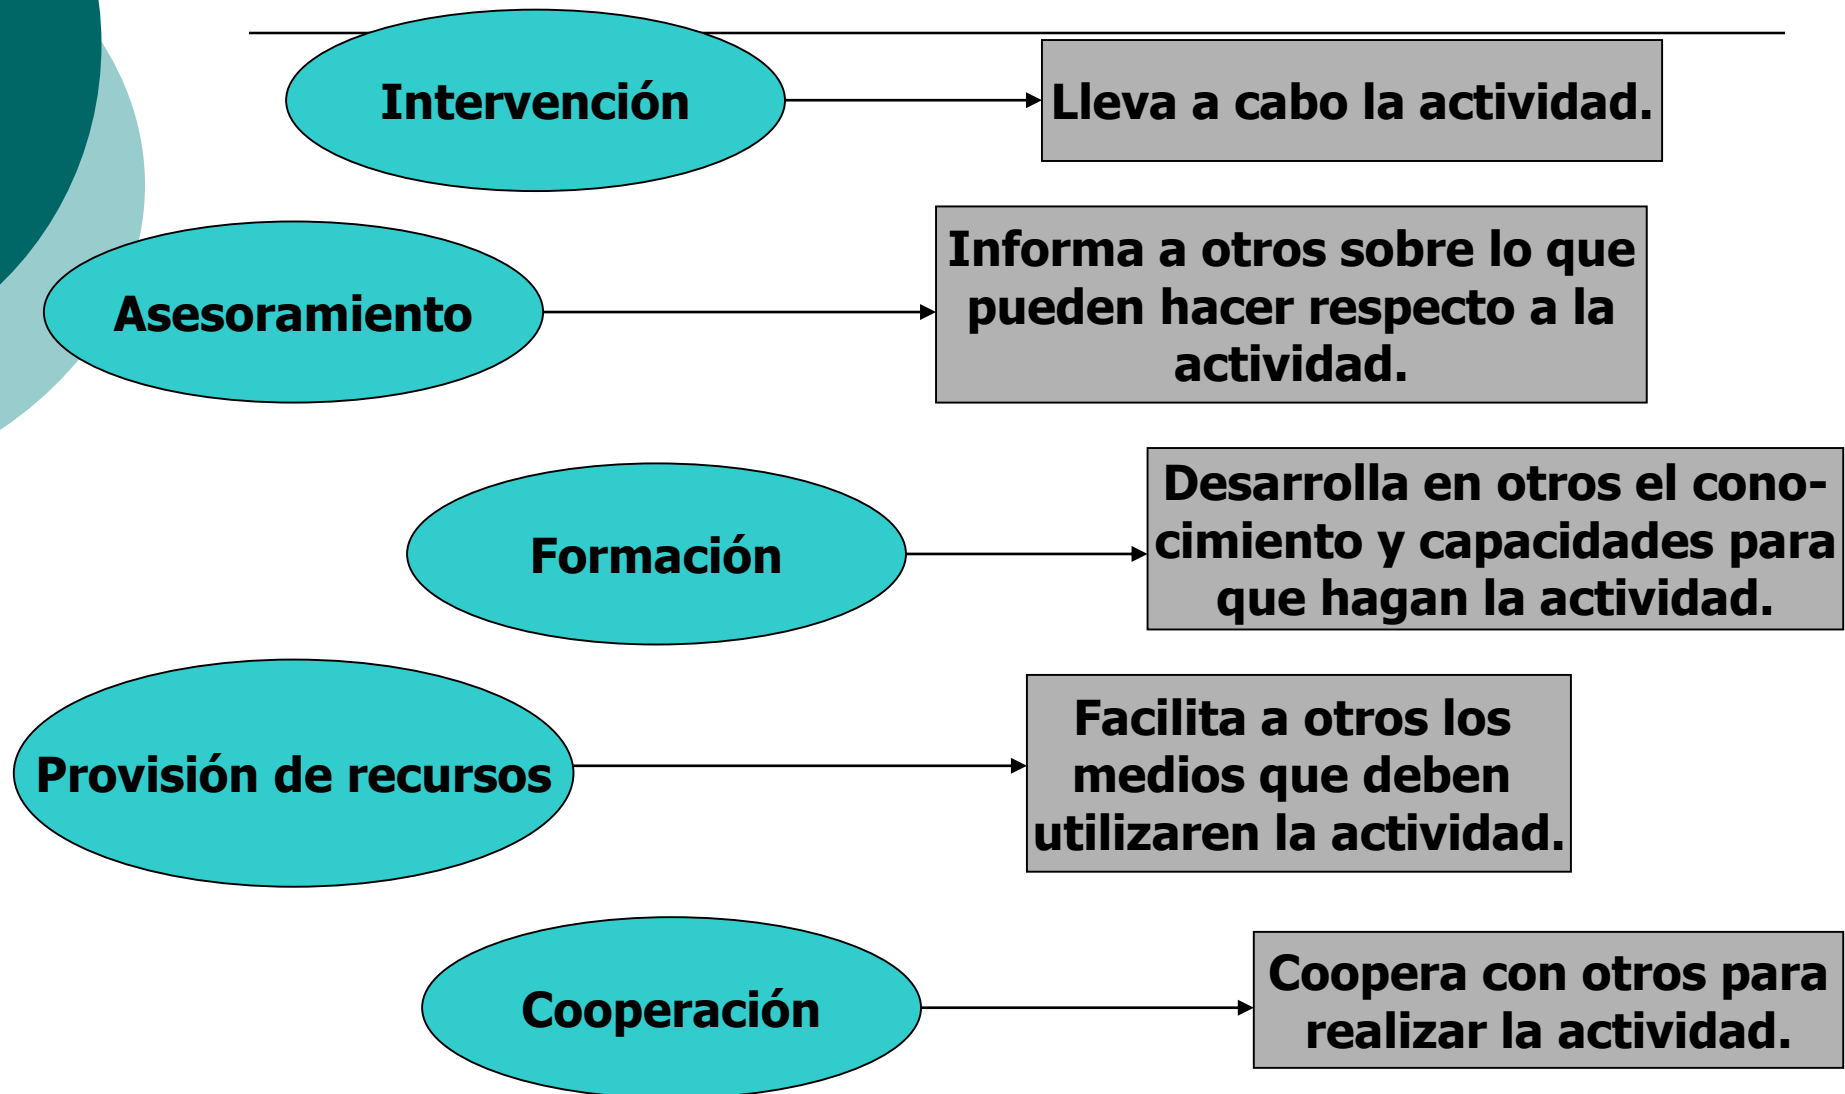 Intervención
Lleva a cabo la actividad.
Asesoramiento
Informa a otros sobre lo que
pueden hacer respecto a la
actividad.
Formación
Desarrolla en otros el cono-
cimiento y capacidades para
que hagan la actividad.
Provisión de recursos
Facilita a otros los
medios que deben
utilizaren la actividad.
Cooperación
Coopera con otros para
realizar la actividad.